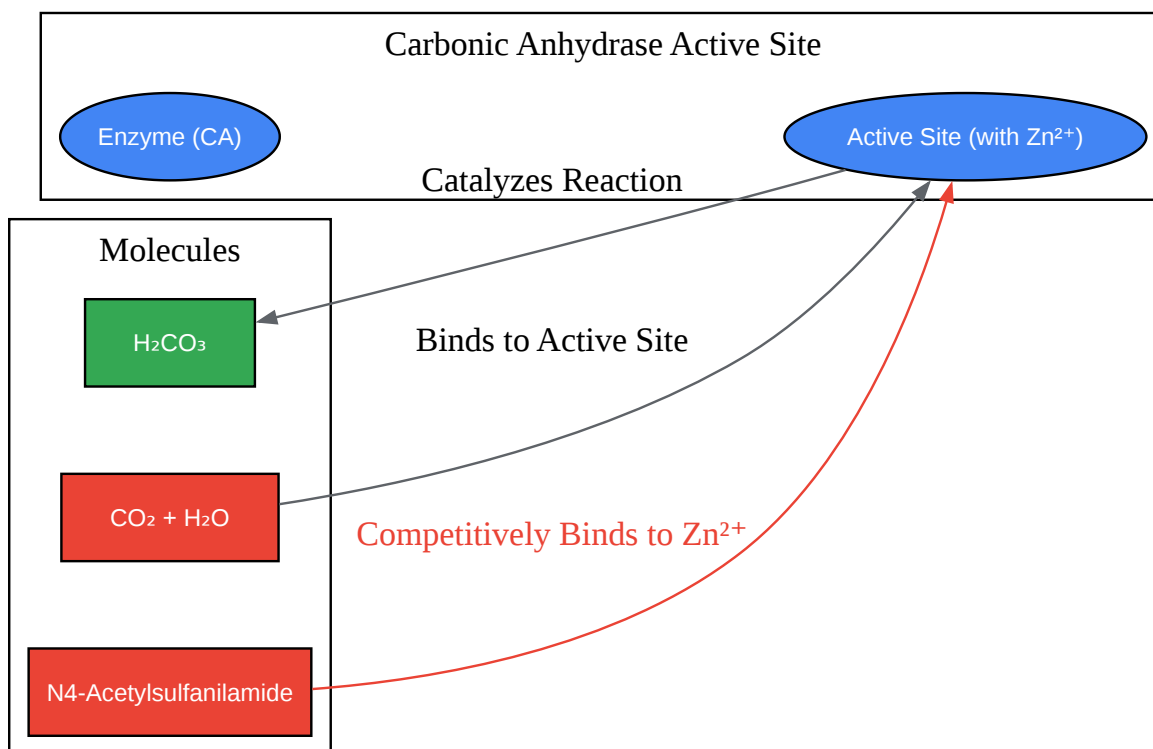 Carbonic Anhydrase Active Site
Enzyme (CA)
Active Site (with Zn²⁺)
Catalyzes Reaction
Molecules
H₂CO₃
Binds to Active Site
CO₂ + H₂O
Competitively Binds to Zn²⁺
N4-Acetylsulfanilamide